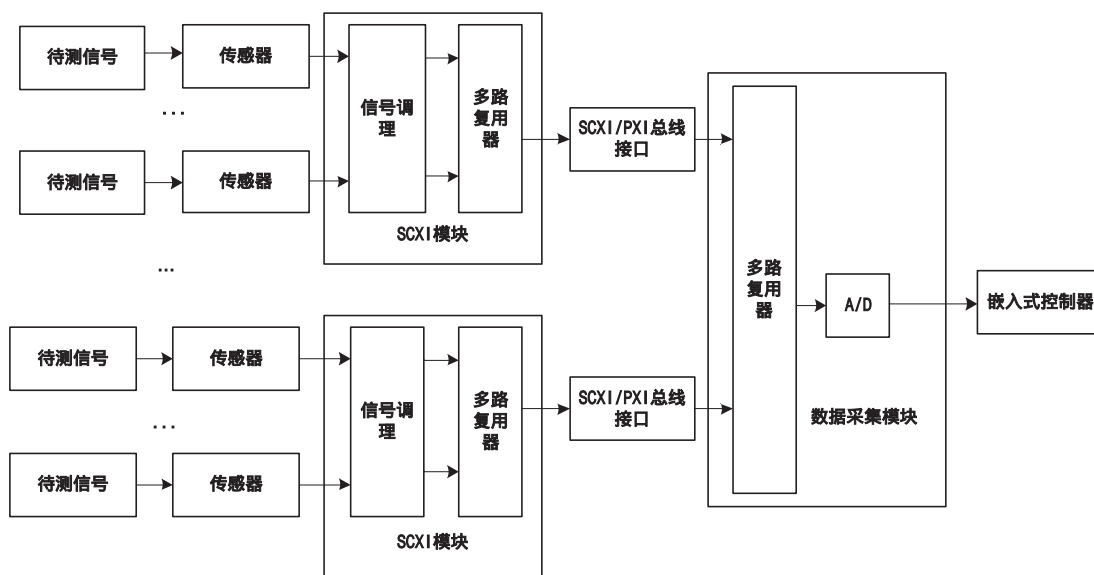 待测信号
传感器
...
待测信号
传感器
信号调
理
多路
复用
器
SCXI模块
SCXI/PXI总线
接口
...
待测信号
传感器
...
待测信号
传感器
信号调
理
多路
复用
器
SCXI模块
SCXI/PXI总线
接口
多路
复用
器
A/D
数据采集模块
嵌入式控制器